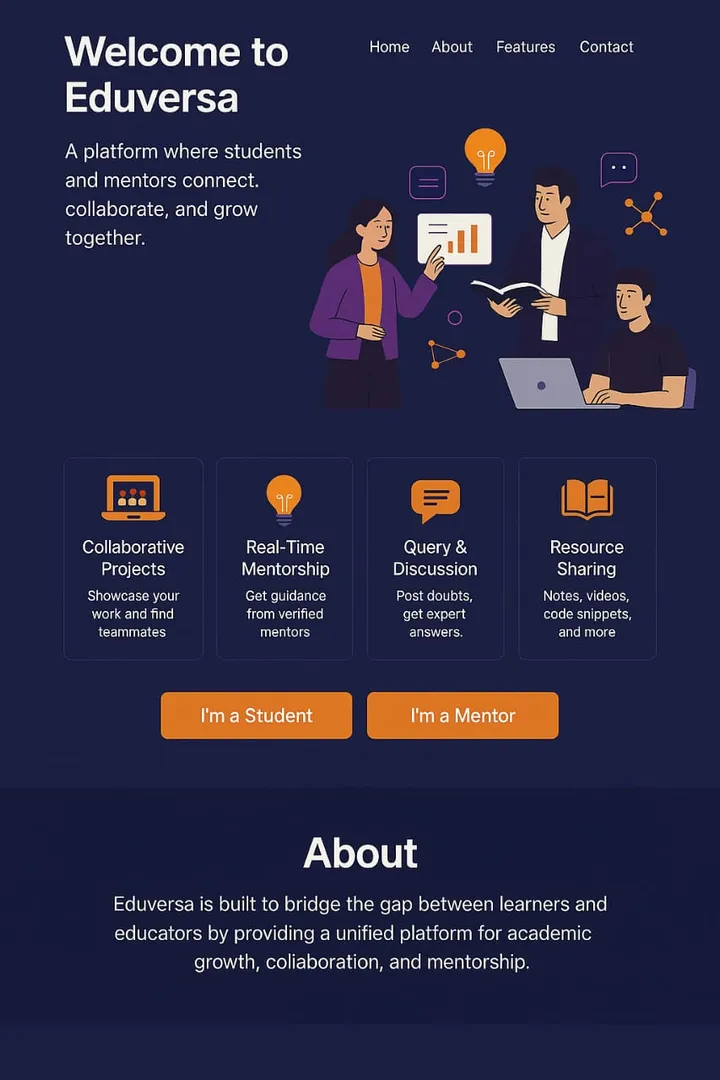 Welcome to
Eduversa
Home About Features Contact
A platform where students
and mentors connect.
collaborate, and grow
together.
Collaborative
Projects
Showcase your
work and find
teammates
Real-Time
Mentorship
Get guidance
from verified
mentors
Query &
Discussion
Post doubts,
get expert
answers.
Resource
Sharing
Notes, videos,
code snippets,
and more
I'm a Student
I'm a Mentor
About
Eduversa is built to bridge the gap between learners and
educators by providing a unified platform for academic
growth, coliaboration, and mentorship.